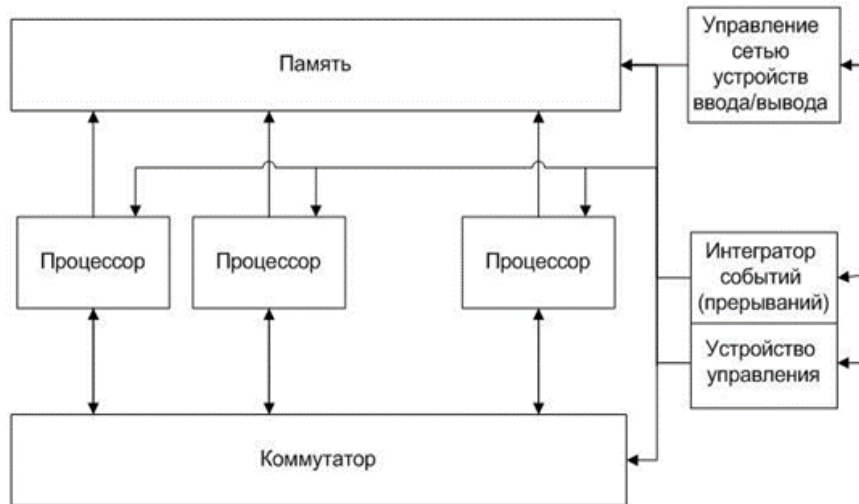 Память
Управление
сетью
устройств
ввода/вывода
Процессор
Процессор
Процессор
Интегратор
событий
(прерываний)
Устройство
управления
Коммутатор